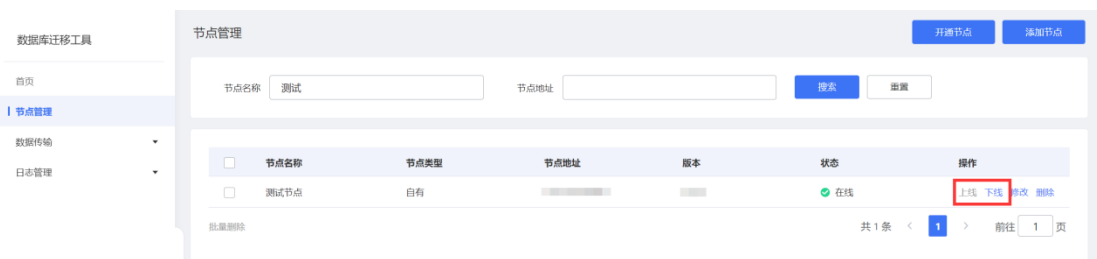 数据库迁移工具
首页
节点管理
数据传输
日志管理
节点管理
开通节点 添加节点
节点名称 测试 节点地址 搜索 重置
节点名称 节点类型 节点地址 版本 状态 操作
测试节点 自有 在线 上线 下线 修改 删除
批量删除 共 1 条 < 1 > 前往 1 页